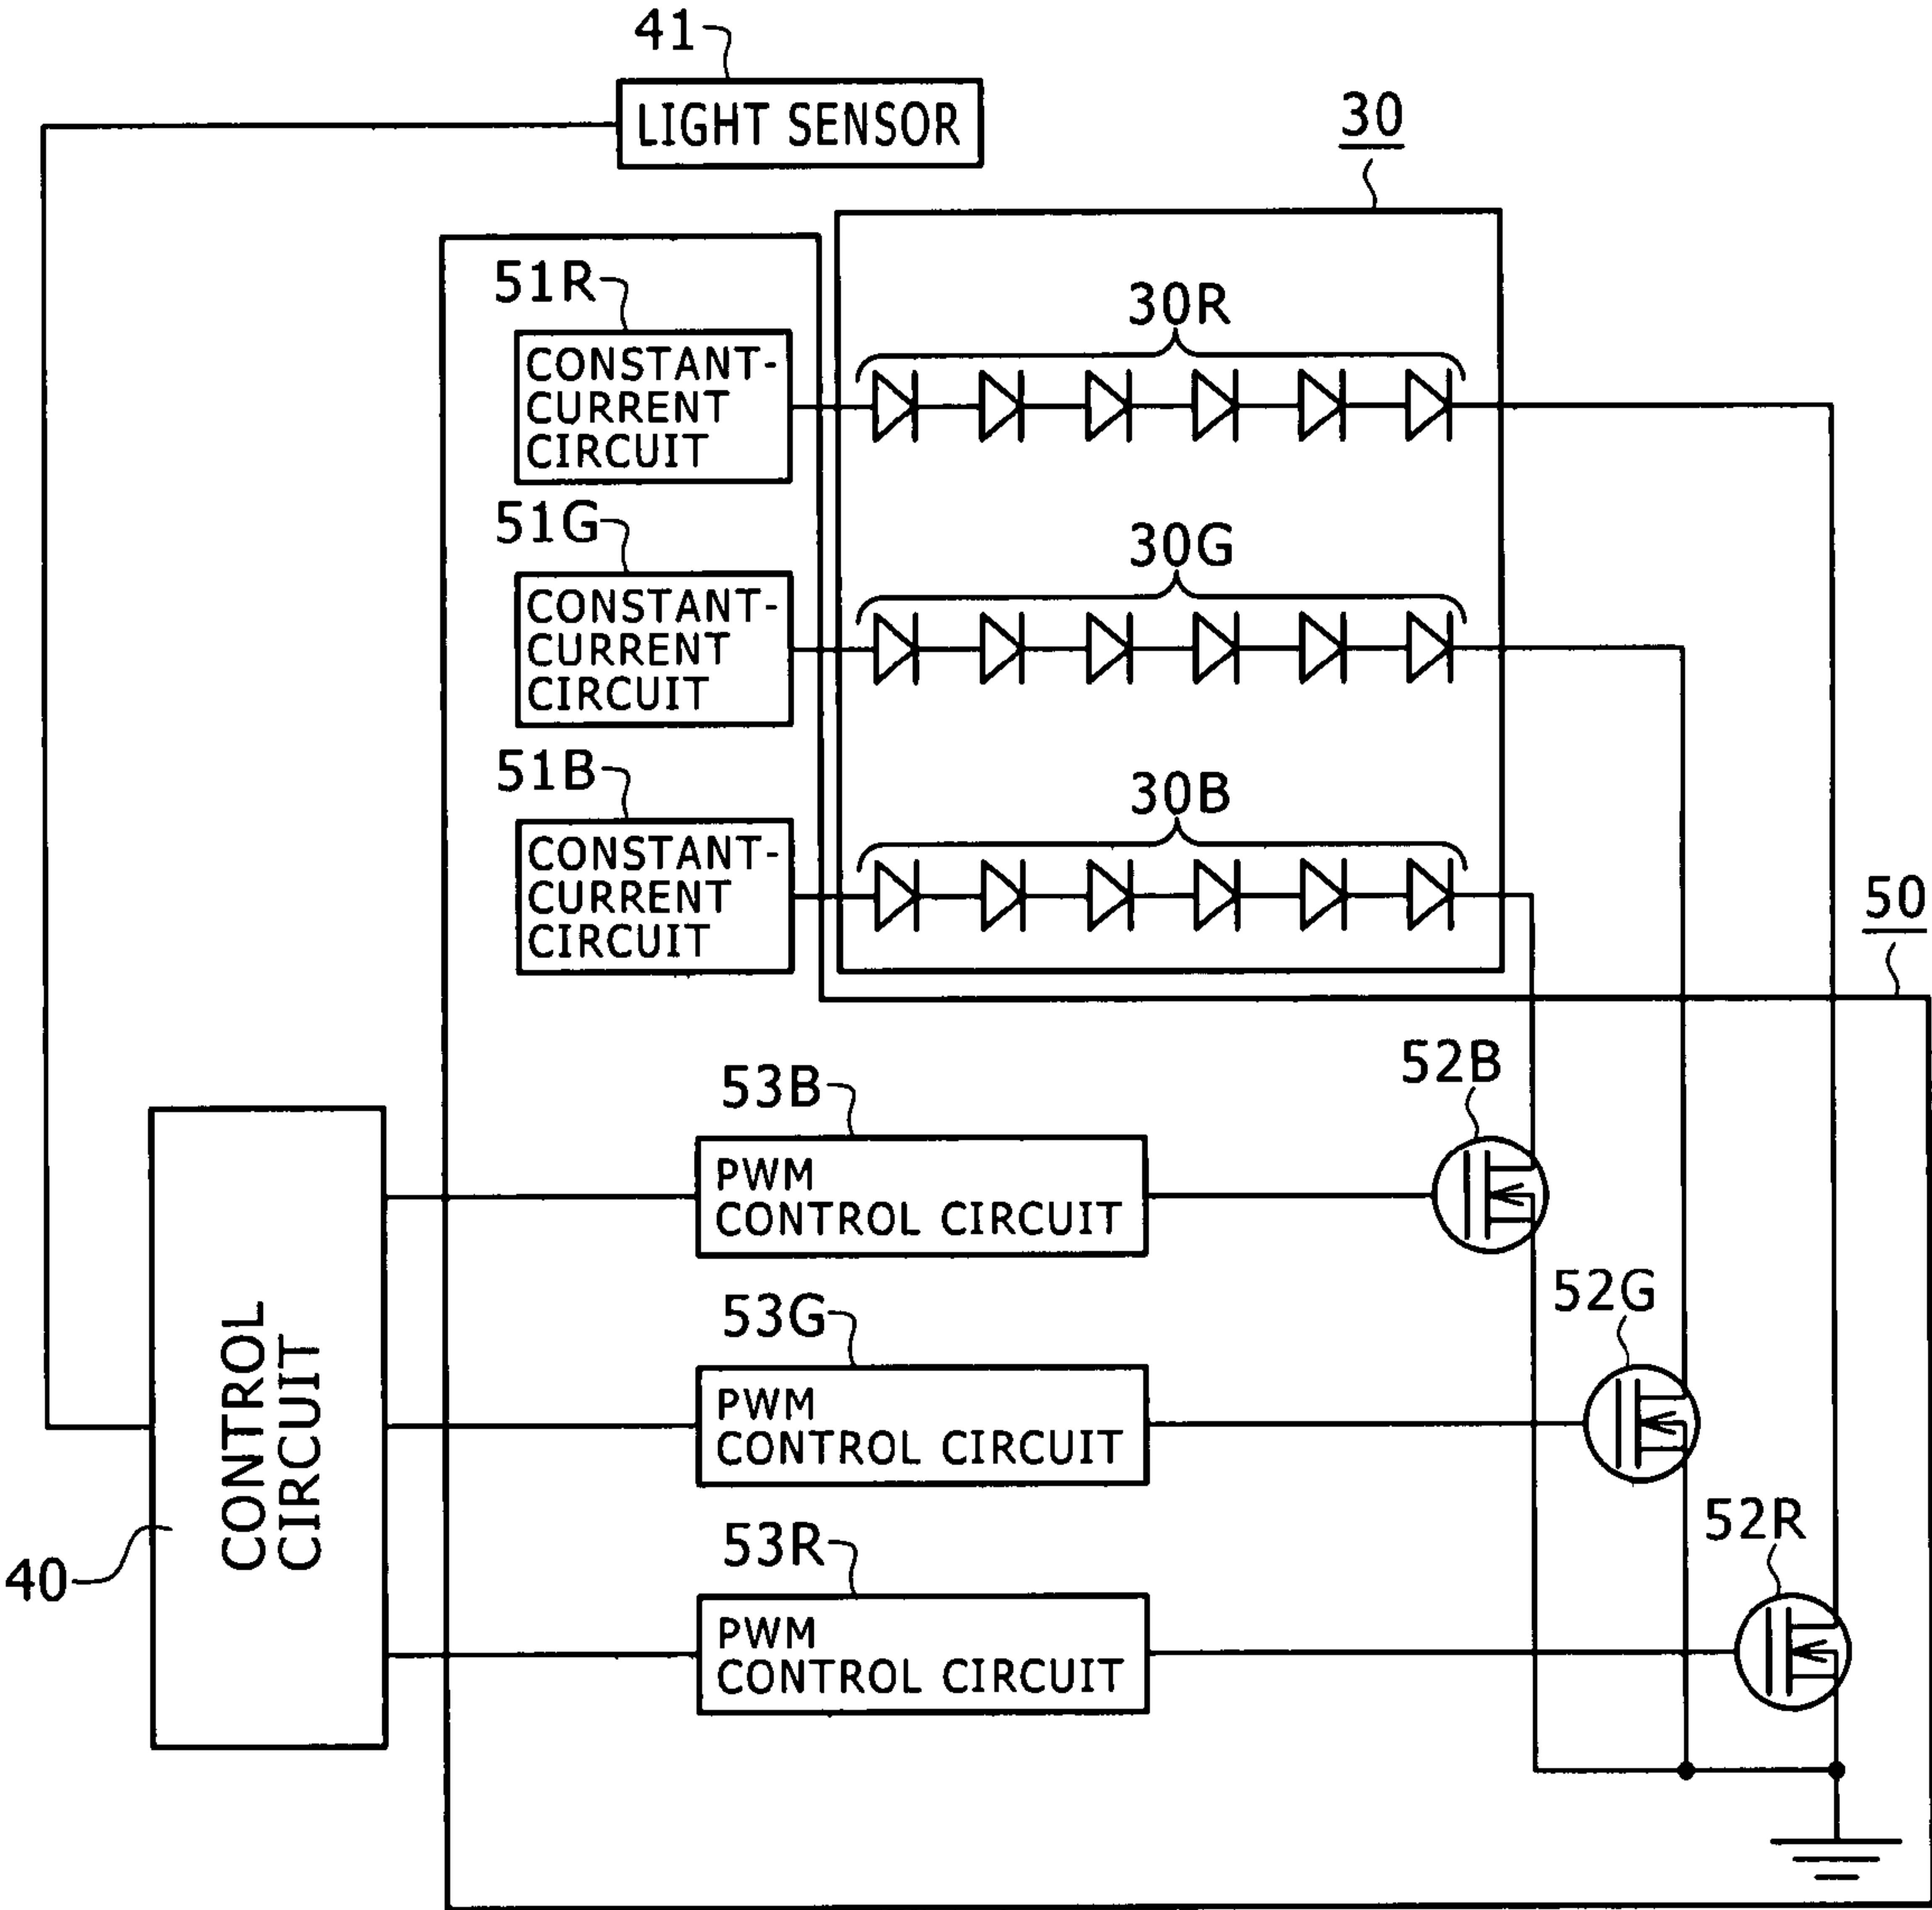 41
LIGHT SENSOR
30
51R
CONSTANT-
CURRENT
CIRCUIT
30R
51G
CONSTANT-
CURRENT
CIRCUIT
30G
51B
CONSTANT-
CURRENT
CIRCUIT
30B
50
53B
PWM
CONTROL CIRCUIT
52B
53G
PWM
CONTROL CIRCUIT
52G
53R
PWM
CONTROL CIRCUIT
52R
CONTROL
CIRCUIT
40